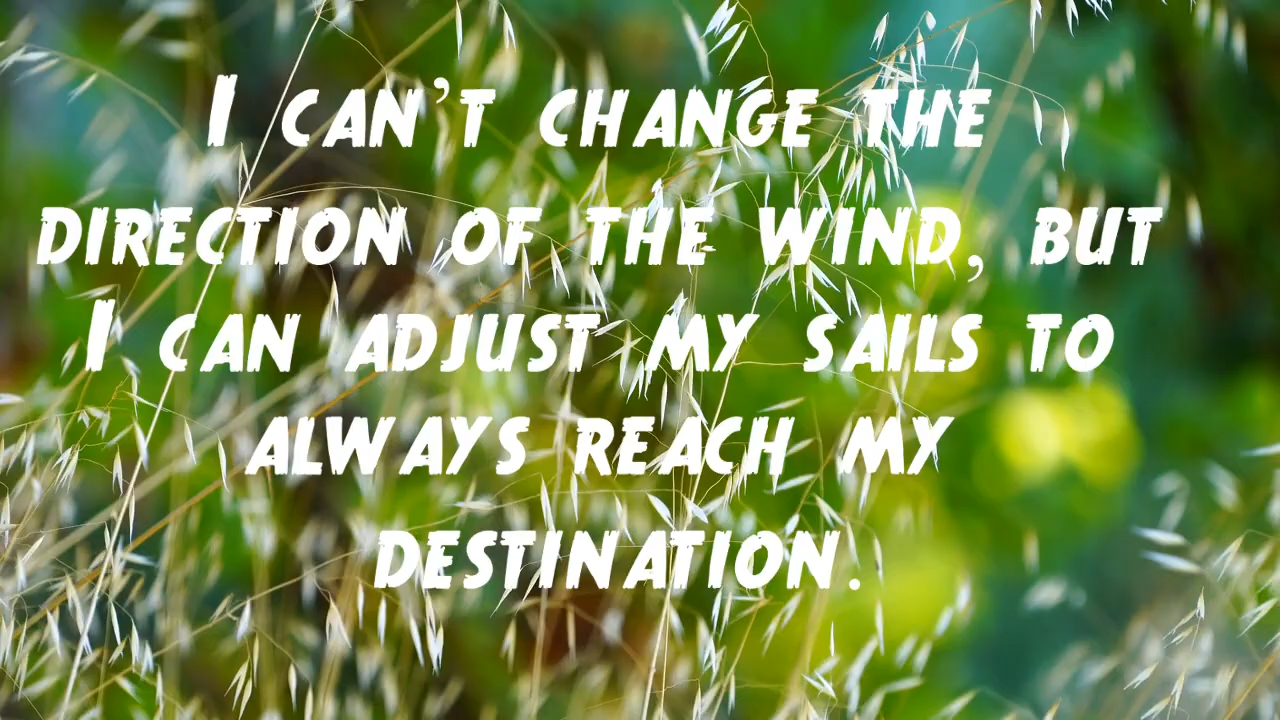 I can't change the
direction of the wind, but
I can adjust my sails to
always reach my
destination.